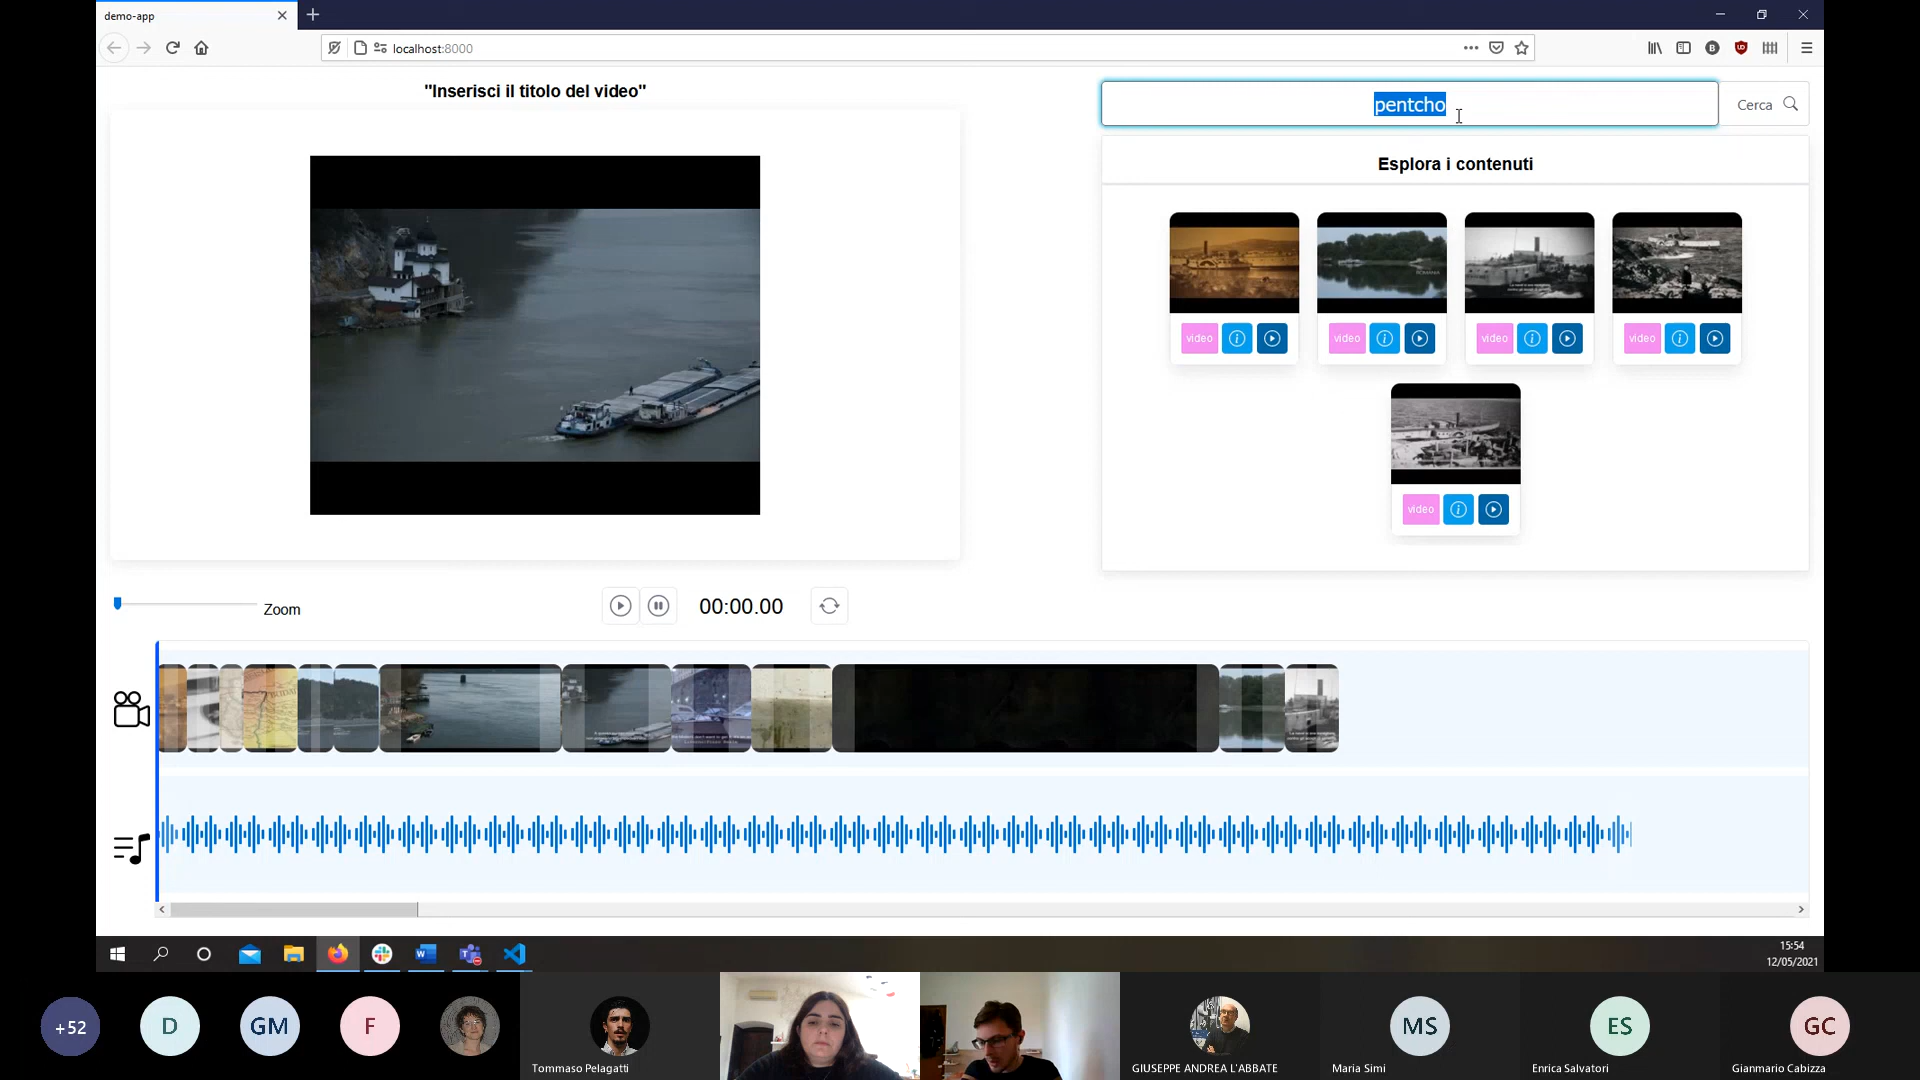 demo-app
localhost:8000
"Inserisci il titolo del video"
pentcho
Cerca
Esplora i contenuti
ROMANIA
video
video
video
video
video
Zoom
00:00.00
15:54
12/05/2021
+52
D
GM
F
MS
ES
GC
Tommaso Pelagatti
GIUSEPPE ANDREA L'ABBATE
Maria Simi
Enrica Salvatori
Gianmario Cabizza